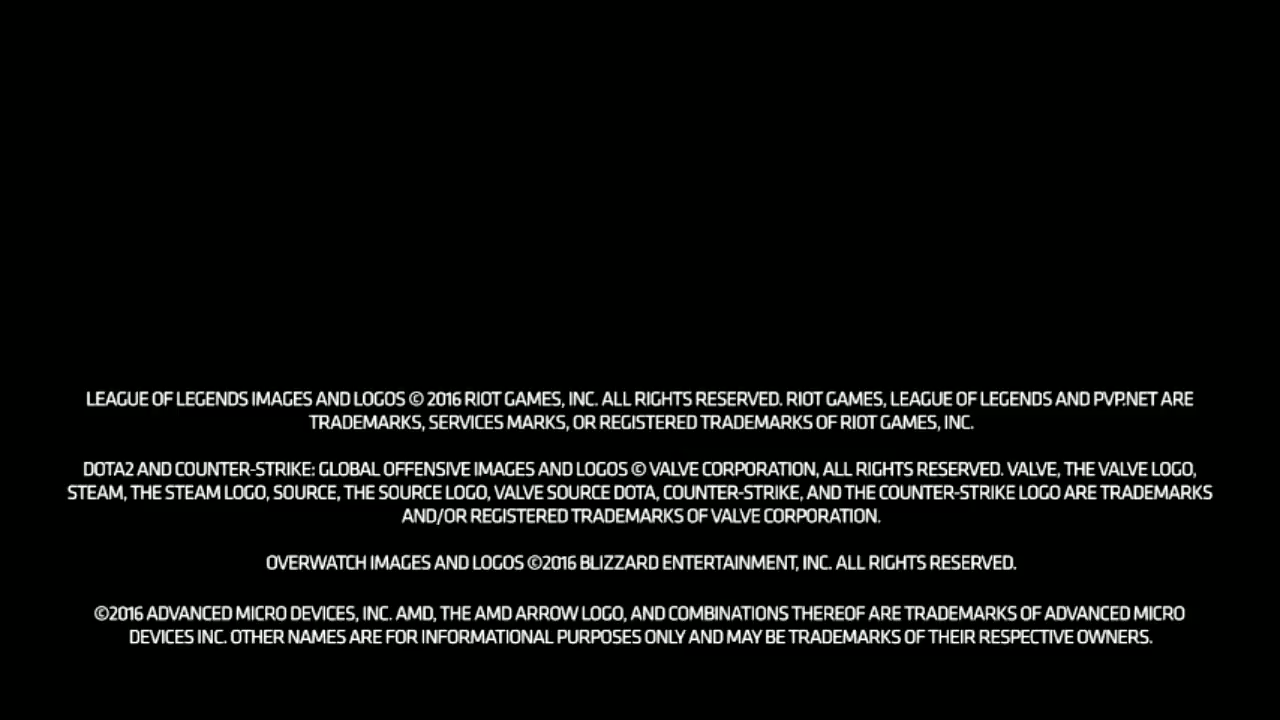 LEAGUE OF LEGENDS IMAGES AND LOGOS © 2016 RIOT GAMES, INC. ALL RIGHTS RESERVED. RIOT GAMES, LEAGUE OF LEGENDS AND PVP.NET ARE
TRADEMARKS, SERVICES MARKS, OR REGISTERED TRADEMARKS OF RIOT GAMES, INC.
DOTA2 AND COUNTER-STRIKE: GLOBAL OFFENSIVE IMAGES AND LOGOS © VALVE CORPORATION, ALL RIGHTS RESERVED. VALVE, THE VALVE LOGO,
STEAM, THE STEAM LOGO, SOURCE, THE SOURCE LOGO, VALVE SOURCE DOTA, COUNTER-STRIKE, AND THE COUNTER-STRIKE LOGO ARE TRADEMARKS
AND/OR REGISTERED TRADEMARKS OF VALVE CORPORATION.
OVERWATCH IMAGES AND LOGOS ©2016 BLIZZARD ENTERTAINMENT, INC. ALL RIGHTS RESERVED.
©2016 ADVANCED MICRO DEVICES, INC. AMD, THE AMD ARROW LOGO, AND COMBINATIONS THEREOF ARE TRADEMARKS OF ADVANCED MICRO
DEVICES INC. OTHER NAMES ARE FOR INFORMATIONAL PURPOSES ONLY AND MAY BE TRADEMARKS OF THEIR RESPECTIVE OWNERS.